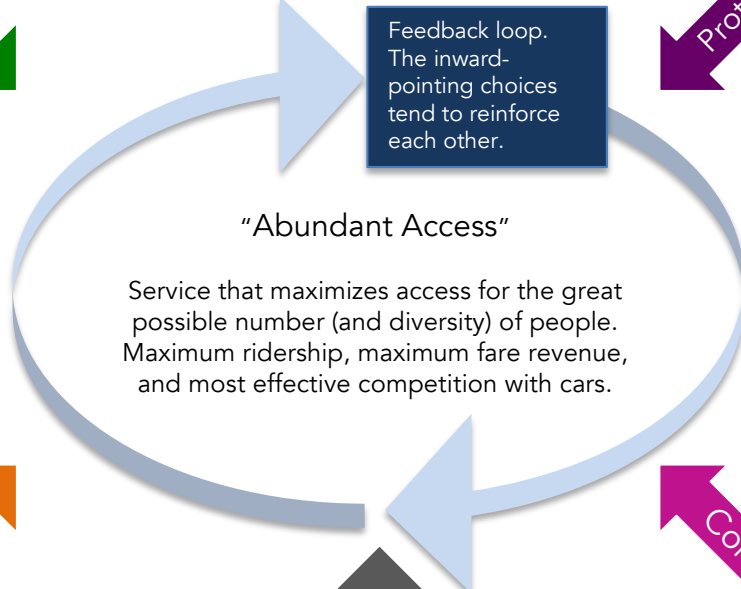 Feedback loop.
The inward-
pointing choices
tend to reinforce
each other.
"Abundant Access"
Service that maximizes access for the great
possible number (and diversity) of people.
Maximum ridership, maximum fare revenue,
and most effective competition with cars.